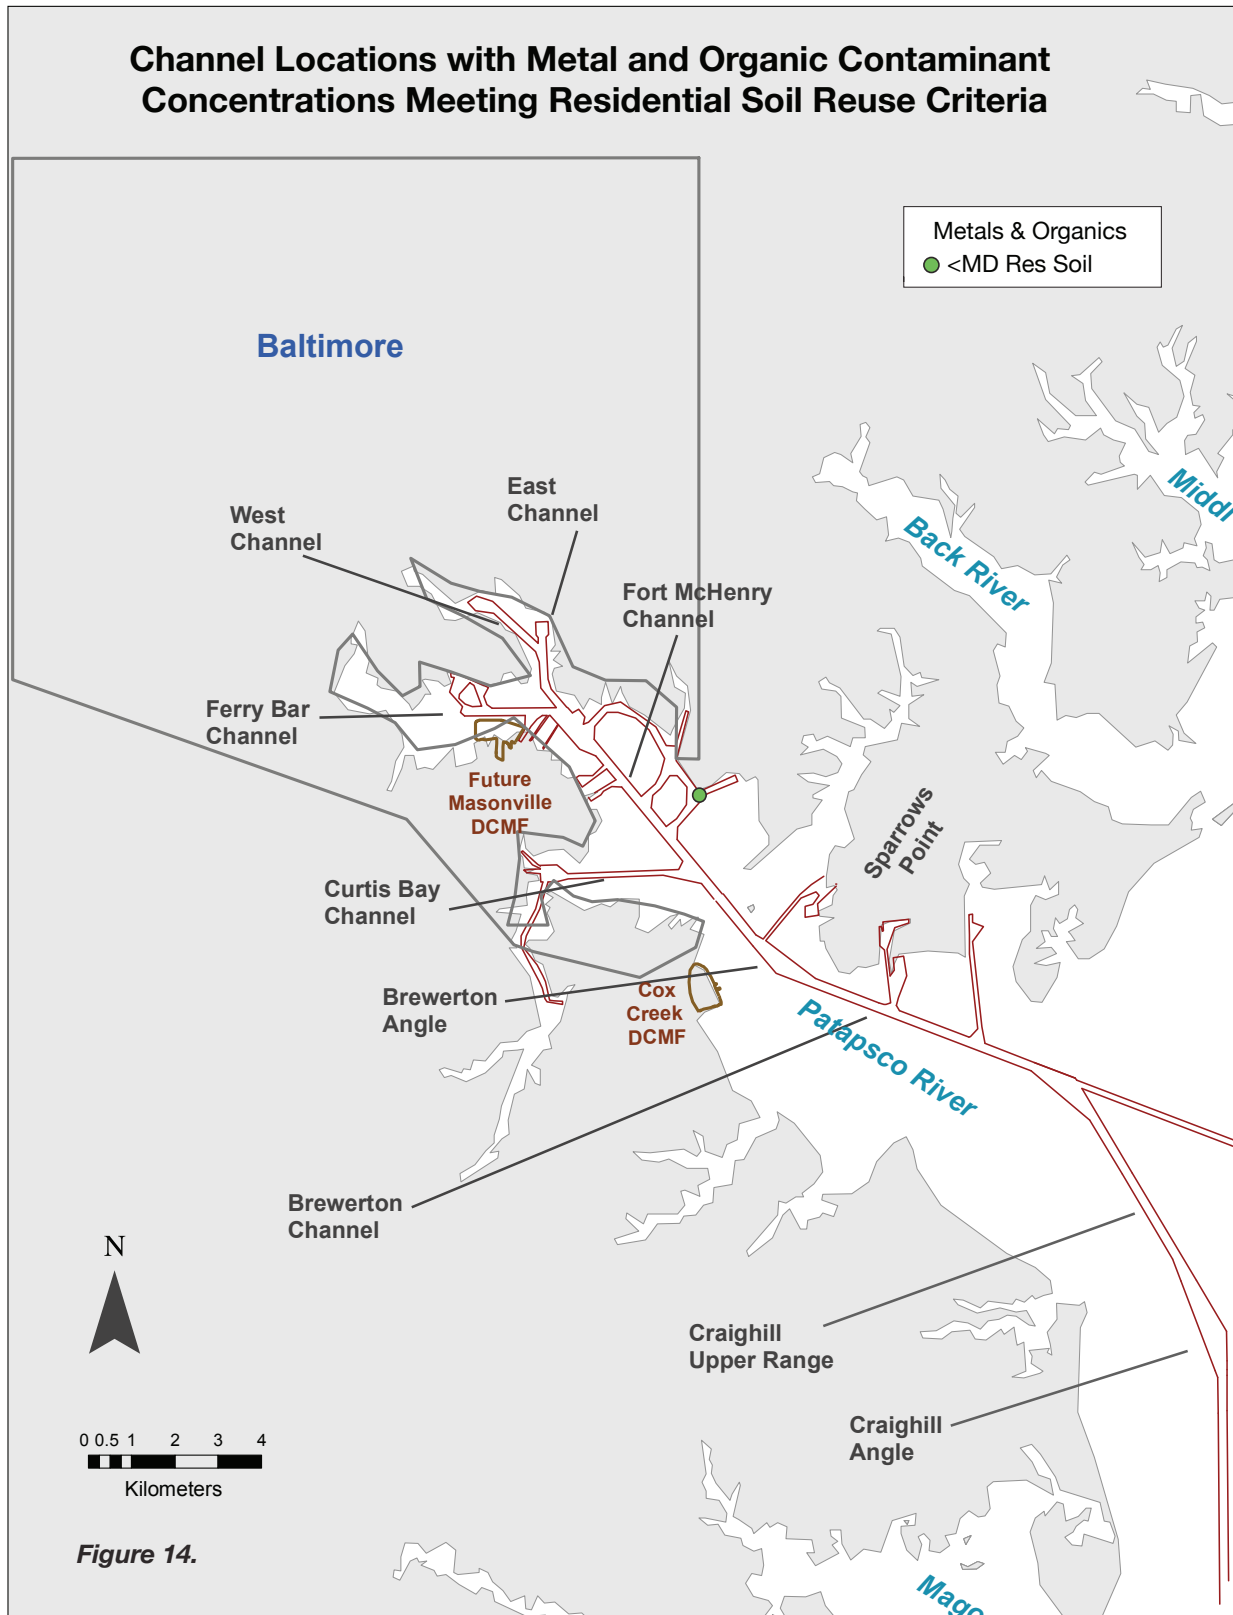 Channel Locations with Metal and Organic Contaminant
Concentrations Meeting Residential Soil Reuse Criteria
Metals & Organics
<MD Res Soil
Baltimore
Middl
Back River
East
Channel
West
Channel
Fort McHenry
Channel
Ferry Bar
Channel
Future
Masonville
DCMF
Sparrows
Point
Curtis Bay
Channel
Brewerton
Angle
Cox
Creek
DCMF
Patapsco River
Brewerton
Channel
N
Craighill
Upper Range
Craighill
Angle
0 0.5 1 2 3 4
Kilometers
Figure 14.
Mago